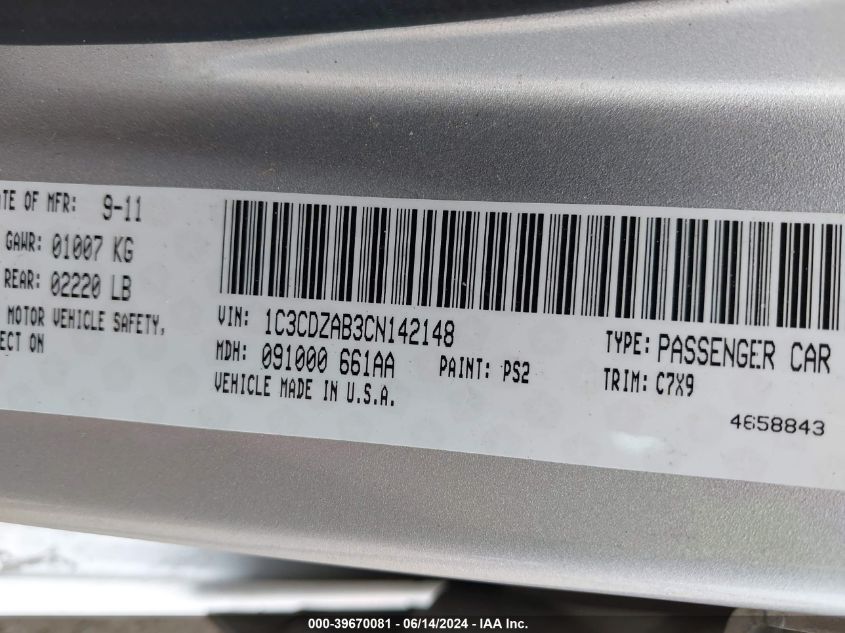 ATE OF MFR: 9-11
GAWR: 01007 KG
REAR: 02220 LB
MOTOR VEHICLE SAFETY,
ECT ON
VIN: 1C3CDZAB3CN142148
MDH: 091000 661AA PAINT: PS2
VEHICLE MADE IN U.S.A.
TYPE: PASSENGER CAR
TRIM: C7X9
4658843
000-39670081 - 06/14/2024 - IAA Inc.